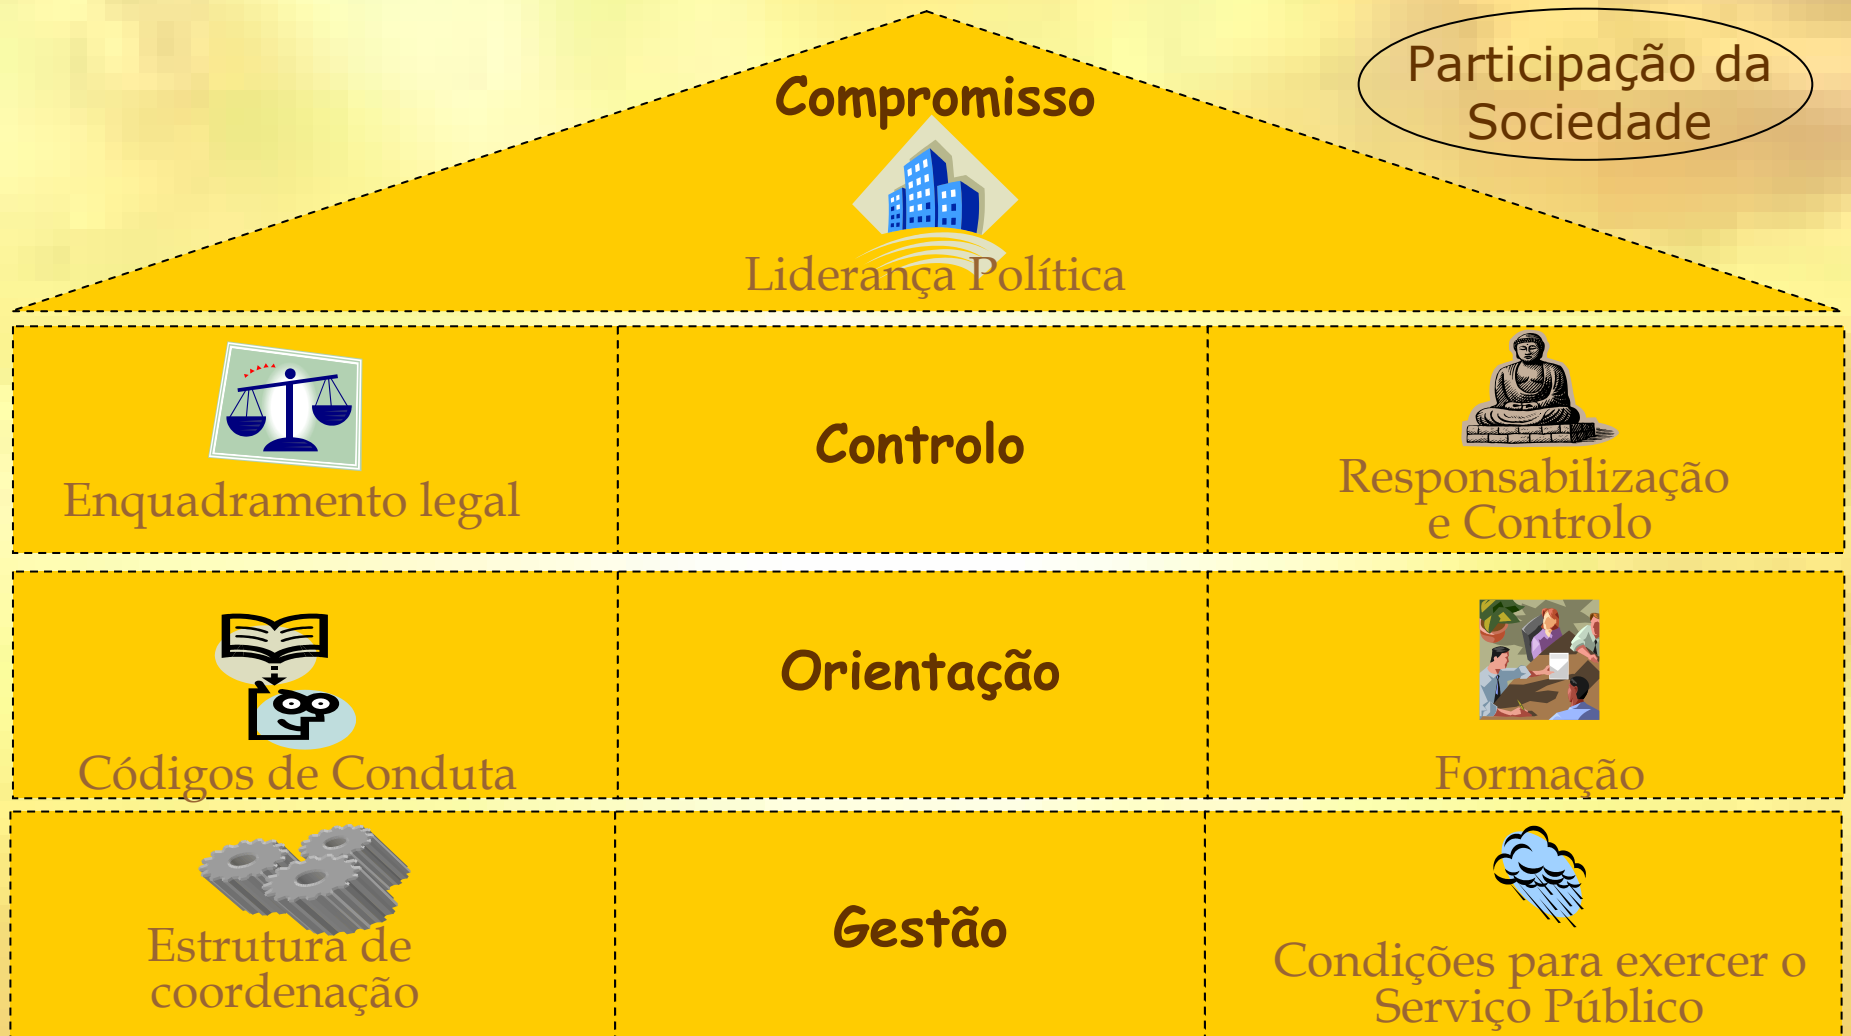 Compromisso
Liderança Política
Participação da
Sociedade
Enquadramento legal
Controlo
Responsabilização
e Controlo
Códigos de Conduta
Orientação
Formação
Estrutura de
coordenação
Gestão
Condições para exercer o
Serviço Público